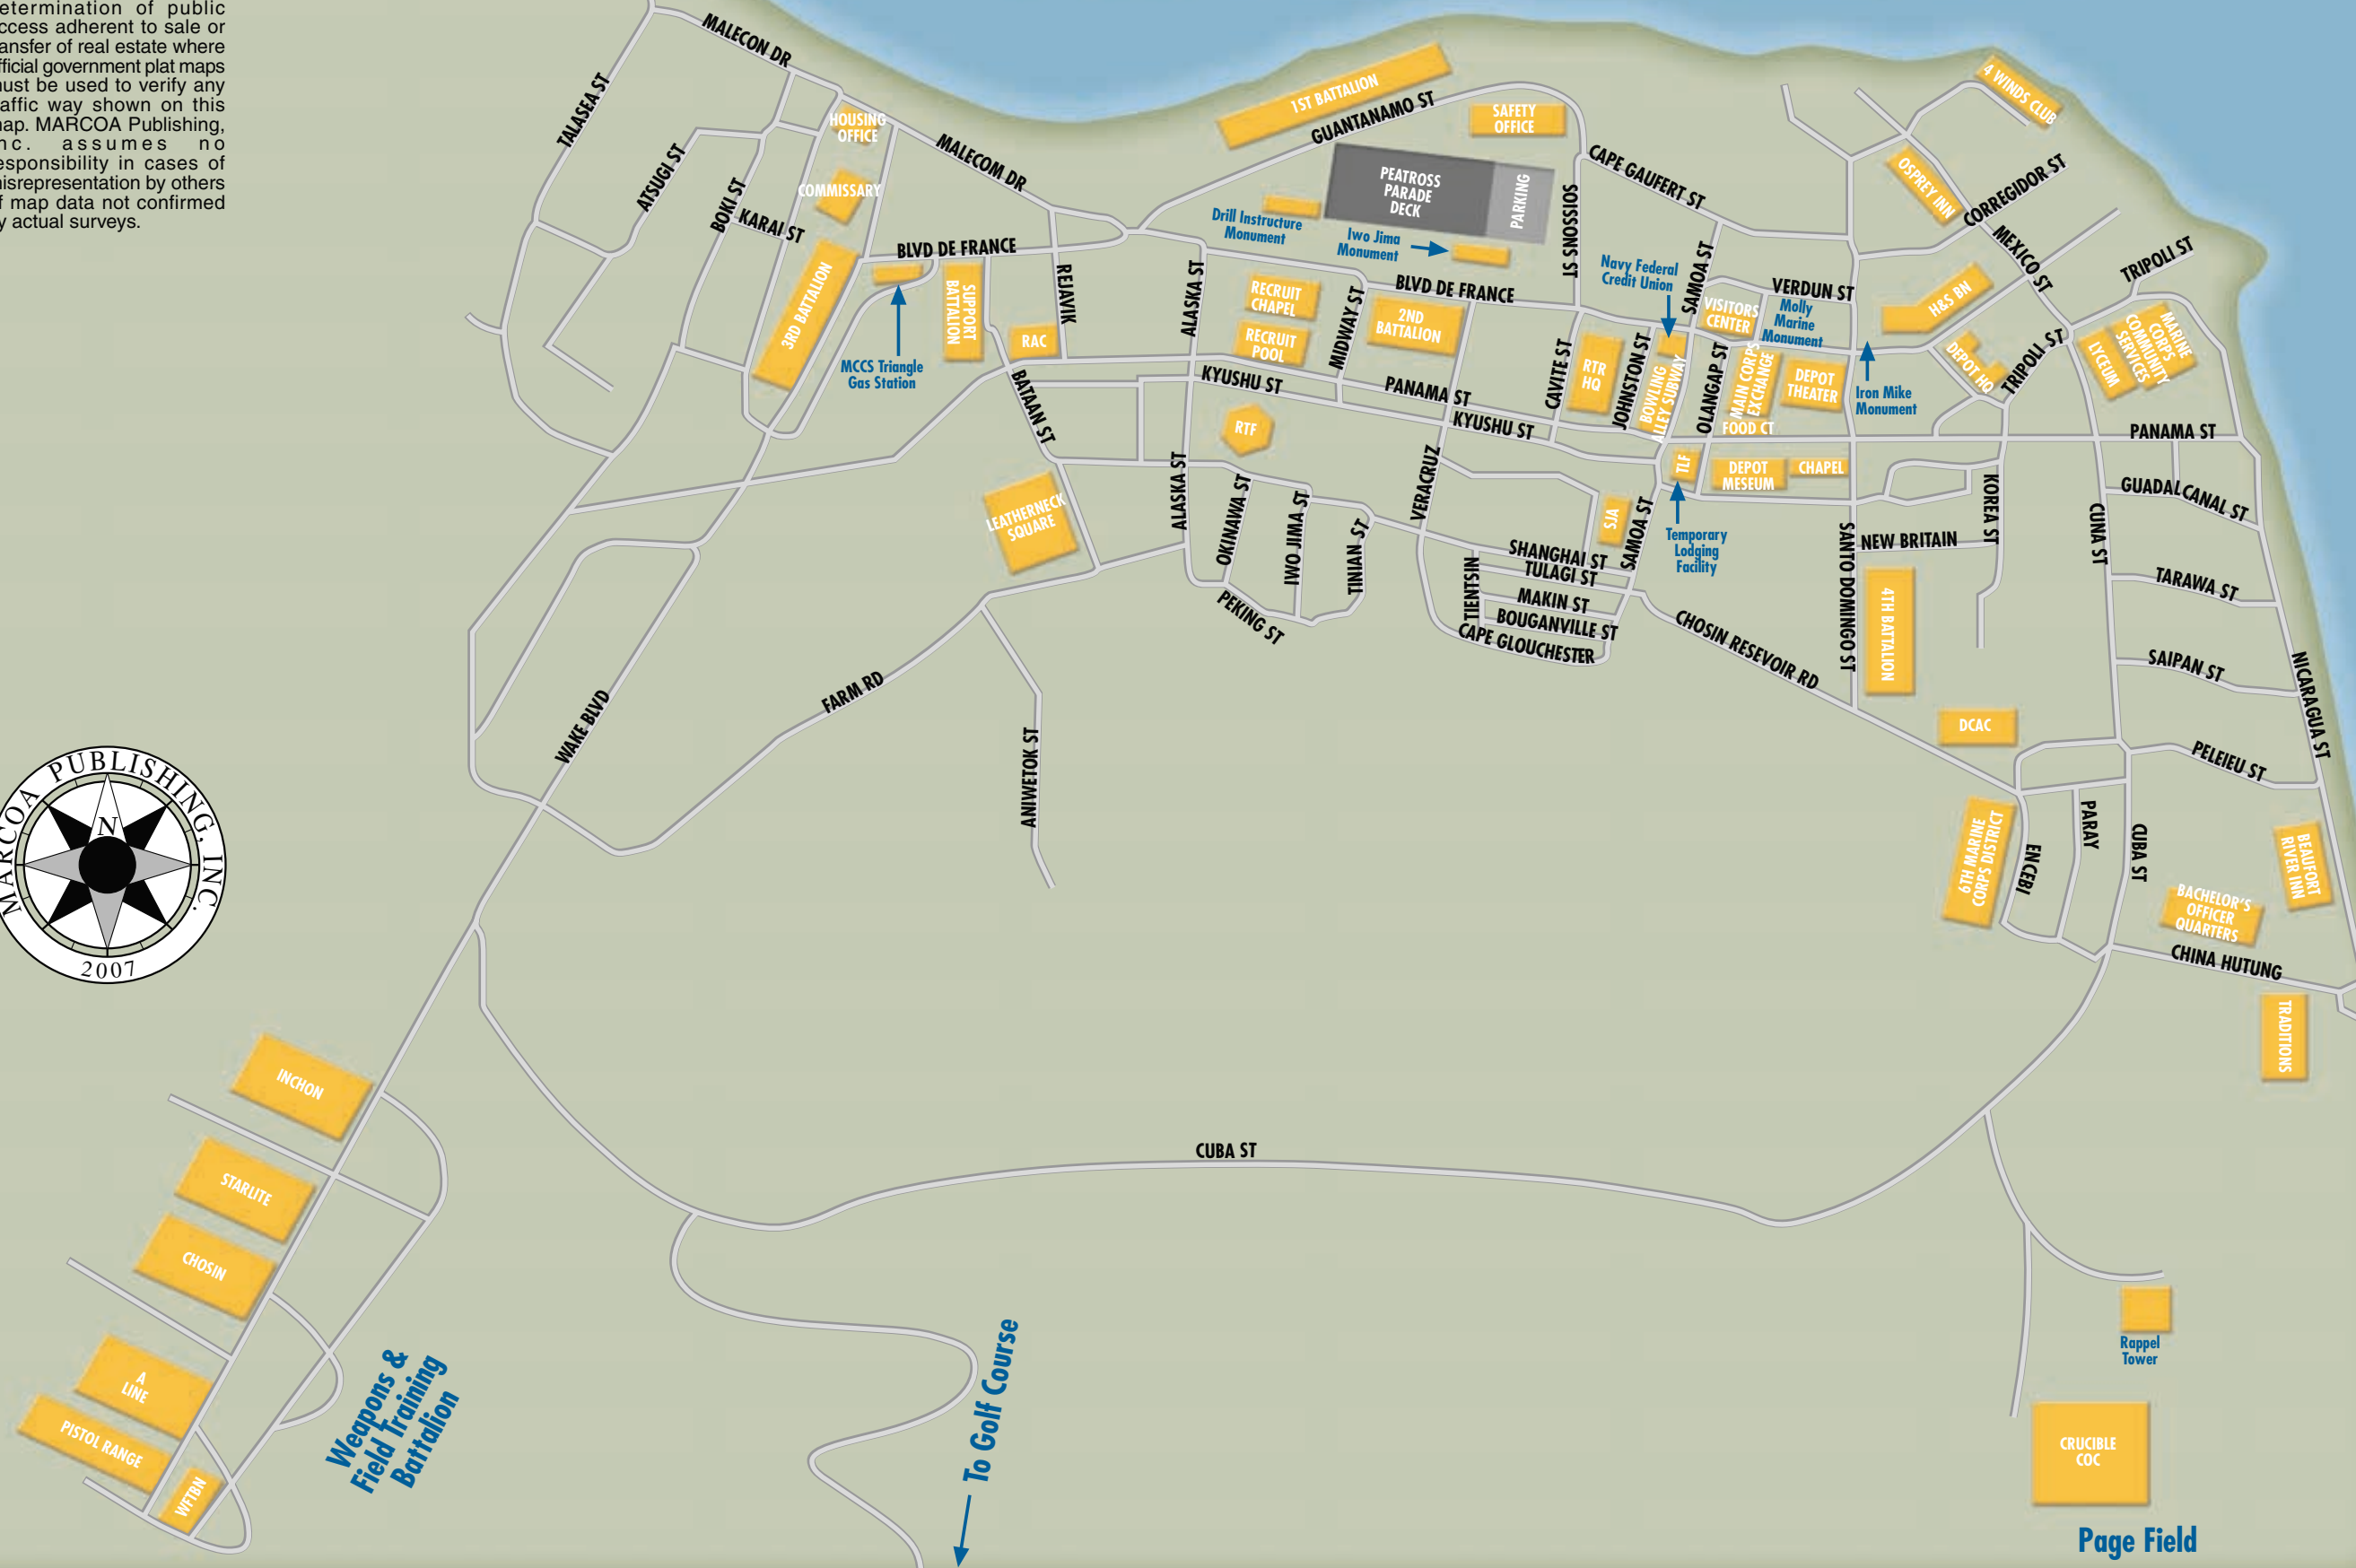 etermination of public
ccess adherent to sale or
ansfer of real estate where
fficial government plat maps
ust be used to verify any
affic way shown on this
ap. MARCOA Publishing,
nc. assumes no
esponsibility in cases of
isrepresentation by others
f map data not confirmed
y actual surveys.
MALECON DR
TALASEA ST
ATSUGI ST
BOKI ST
KARAI ST
HOUSING
OFFICE
COMMISSARY
MALECOM DR
3RD BATTALION
BLVD DE FRANCE
MCCS Triangle
Gas Station
SUPPORT
BATTALION
RAC
REJAVIK
BATAAN ST
ALASKA ST
1ST BATTALION
GUANTANAMO ST
SAFETY
OFFICE
PEATROSS
PARADE
DECK
PARKING
Drill Instructure
Monument
Iwo Jima
Monument
SOISSONS ST
CAPE GAUFERT ST
RECRUIT
CHAPEL
RECRUIT
POOL
MIDWAY ST
2ND
BATTALION
BLVD DE FRANCE
Navy Federal
Credit Union
SAMOA ST
VISITORS
CENTER
VERDUN ST
Molly
Marine
Monument
KYUSHU ST
PANAMA ST
KYUSHU ST
CAVITE ST
RTR
HQ
JOHNSTON ST
BOWLING
ALLEY SUBWAY
OLANGAP ST
MAIN CORPS
EXCHANGE
FOOD CT
DEPOT
THEATER
Iron Mike
Monument
4 WINDS CLUB
OSPREY INN
CORREGIDOR ST
MEXICO ST
TRIPOLI ST
H&S BN
DEPOT HQ
TRIPOLI ST
LYCEUM
MARINE
CORPS
COMMUNITY
SERVICES
PANAMA ST
RTF
LEATHERNECK
SQUARE
ALASKA ST
OKINAWA ST
IWO JIMA ST
TINIAN ST
PEKING ST
VERACRUZ
TIENTSIN
SHANGHAI ST
TULAGI ST
MAKIN ST
BOUGANVILLE ST
CAPE GLOUCHESTER
SJA
SAMOA ST
TLF
Temporary
Lodging
Facility
DEPOT
MESEUM
CHAPEL
SANTO DOMINGO ST
NEW BRITAIN
KOREA ST
CUNA ST
GUADALCANAL ST
TARAWA ST
SAIPAN ST
NICARAGUA ST
PELEIEU ST
4TH BATTALION
CHOSIN RESEVOIR RD
DCAC
6TH MARINE
CORPS DISTRICT
ENCEBI
PARAY
CUBA ST
BEAUFORT
RIVER INN
BACHELOR'S
OFFICER
QUARTERS
CHINA HUTUNG
TRADITIONS
FARM RD
WAKE BLVD
ANIWETOK ST
MARCOA PUBLISHING, INC.
N
2007
INCHON
STARLITE
CHOSIN
A
LINE
PISTOL RANGE
WFTBN
Weapons &
Field Training
Battalion
CUBA ST
To Golf Course
Rappel
Tower
CRUCIBLE
COC
Page Field